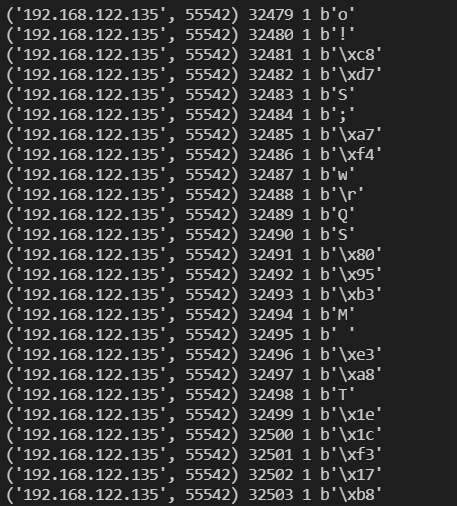 ('192.168.122.135', 55542) 32479 1 b'o'
('192.168.122.135', 55542) 32480 1 b'!'
('192.168.122.135', 55542) 32481 1 b'\xc8'
('192.168.122.135', 55542) 32482 1 b'\xd7'
('192.168.122.135', 55542) 32483 1 b'S'
('192.168.122.135', 55542) 32484 1 b';'
('192.168.122.135', 55542) 32485 1 b'\xa7'
('192.168.122.135', 55542) 32486 1 b'\xf4'
('192.168.122.135', 55542) 32487 1 b'w'
('192.168.122.135', 55542) 32488 1 b'\r'
('192.168.122.135', 55542) 32489 1 b'Q'
('192.168.122.135', 55542) 32490 1 b'S'
('192.168.122.135', 55542) 32491 1 b'\x80'
('192.168.122.135', 55542) 32492 1 b'\x95'
('192.168.122.135', 55542) 32493 1 b'\xb3'
('192.168.122.135', 55542) 32494 1 b'M'
('192.168.122.135', 55542) 32495 1 b' '
('192.168.122.135', 55542) 32496 1 b'\xe3'
('192.168.122.135', 55542) 32497 1 b'\xa8'
('192.168.122.135', 55542) 32498 1 b'T'
('192.168.122.135', 55542) 32499 1 b'\x1e'
('192.168.122.135', 55542) 32500 1 b'\x1c'
('192.168.122.135', 55542) 32501 1 b'\xf3'
('192.168.122.135', 55542) 32502 1 b'\x17'
('192.168.122.135', 55542) 32503 1 b'\xb8'